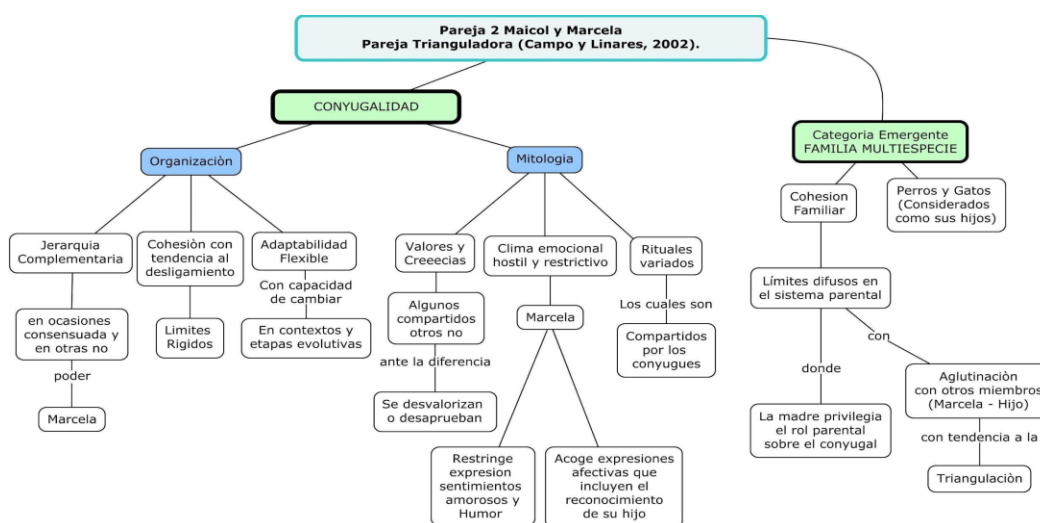 Pareja 2 Maicol y Marcela
Pareja Trianguladora (Campo y Linares, 2002).
CONYUGALIDAD
Organizaciòn
Jerarquia
Complementaria
en ocasiones
consensuada y
en otras no
poder
Marcela
Cohesiòn con
tendencia al
desligamiento
Limites
Rigidos
Adaptabilidad
Flexible
Con capacidad
de cambiar
En contextos y
etapas evolutivas
Mitologia
Valores y
Creeecias
Algunos
compartidos
otros no
ante la diferencia
Se desvalorizan
o desaprueban
Clima emocional
hostil y restrictivo
Marcela
Restringe
expresion
sentimientos
amorosos y
Humor
Acoge expresiones
afectivas que
incluyen el
reconocimiento
de su hijo
Rituales
variados
Los cuales son
Compartidos
por los
conyugues
Categoria Emergente
FAMILIA MULTIESPECIE
Cohesion
Familiar
Límites difusos en
el sistema parental
donde
La madre privilegia
el rol parental
sobre el conyugal
con
Aglutinaciòn
con otros miembros
(Marcela - Hijo)
con tendencia a la
Triangulaciòn
Perros y Gatos
(Considerados
como sus hijos)